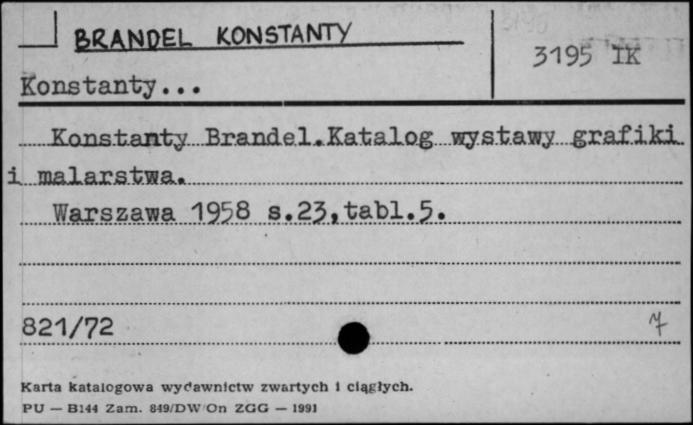 BRANDEL KONSTANTY
3195 IK
Konstanty...
Konstanty Brandel.Katalog wystawy grafiki
i malarstwa.
Warszawa 1958 s.23,tabl.5.
821/72
7
Karta katalogowa wydawnictw zwartych i ciągłych.
PU — B144 Zam. 849/DW/On ZGG — 1991